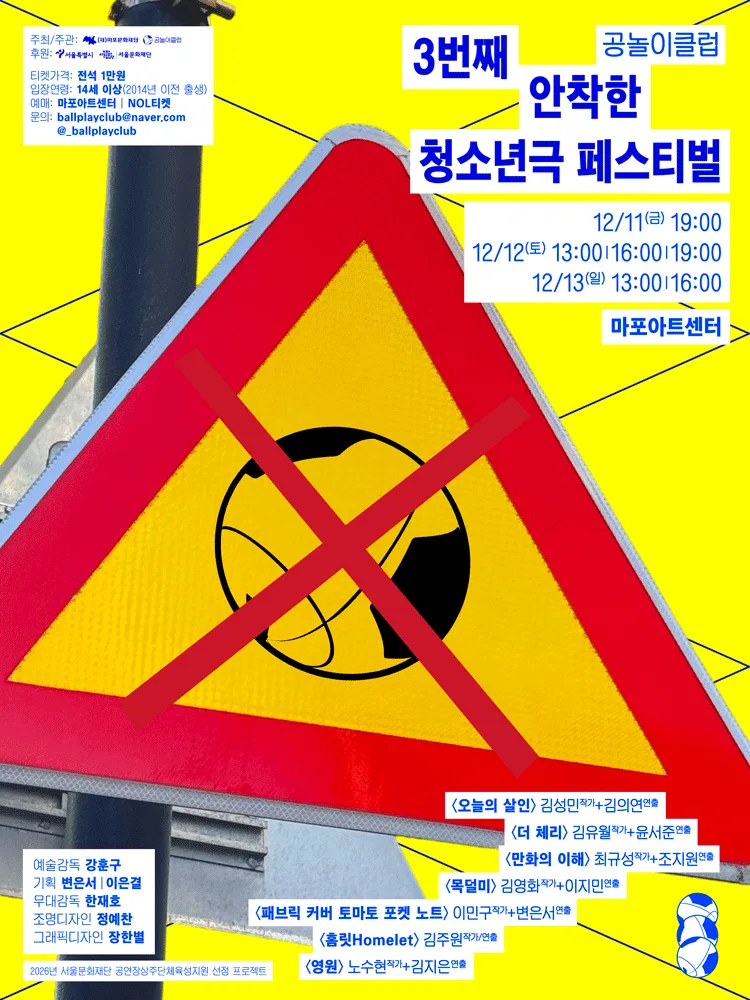 주최/주관: (재)마포문화재단 공놀이클럽
후원: 서울특별시 서울문화재단
티켓가격: 전석 1만원
입장연령: 14세 이상(2014년 이전 출생)
예매: 마포아트센터 | NOL티켓
문의: ballplayclub@naver.com
@_ballplayclub
공놀이클럽
3번째
안착한
청소년극 페스티벌
12/11(금) 19:00
12/12(토) 13:00|16:00|19:00
12/13(일) 13:00|16:00
마포아트센터
〈오늘의 살인〉 김성민작가+김의연연출
〈더 체리〉 김유월작가+윤서준연출
〈만화의 이해〉 최규성작가+조지원연출
〈목덜미〉 김영화작가+이지민연출
〈패브릭 커버 토마토 포켓 노트〉 이민구작가+변은서연출
〈홈릿Homelet〉 김주원작가/연출
〈영원〉 노수현작가+김지은연출
예술감독 강훈구
기획 변은서|이은결
무대감독 한재호
조명디자인 정예찬
그래픽디자인 장한별
2026년 서울문화재단 공연장상주단체육성지원 선정 프로젝트